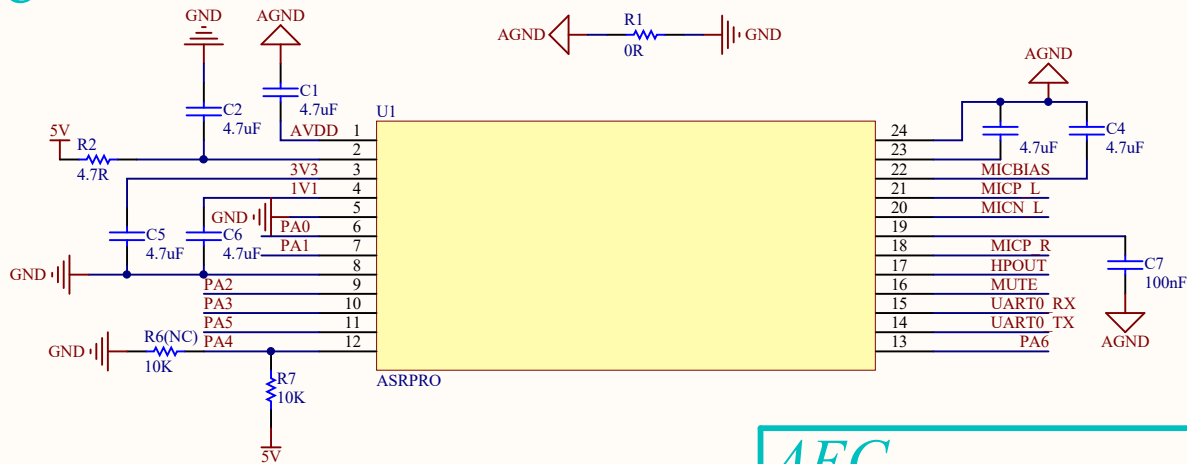 GND
AGND
C2
4.7uF
C1
4.7uF
AGND
R1
0R
GND
AGND
4.7uF
C4
4.7uF
U1
5V
R2
4.7R
AVDD
1
2
3V3
3
1V1
4
GND
5
PA0
6
PA1
7
C5
4.7uF
C6
4.7uF
GND
8
PA2
9
PA3
10
PA5
11
PA4
12
GND
R6(NC)
10K
R7
10K
5V
ASRPRO
24
23
22
MICBIAS
21
MICP_L
20
MICN_L
19
18
MICP_R
17
HPOUT
16
MUTE
15
UART0_RX
14
UART0_TX
13
PA6
C7
100nF
AGND